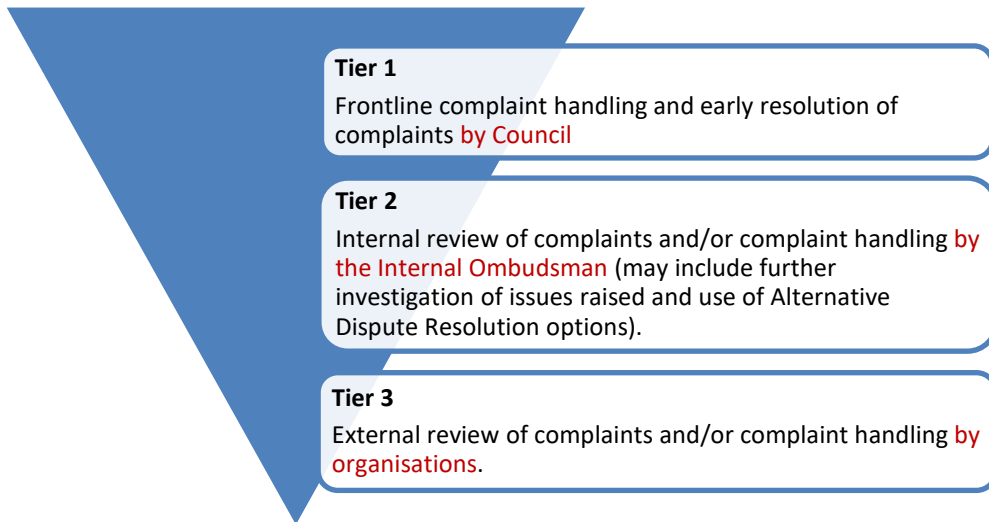 Tier 1
Frontline complaint handling and early resolution of
complaints by Council
Tier 2
Internal review of complaints and/or complaint handling by
the Internal Ombudsman (may include further
investigation of issues raised and use of Alternative
Dispute Resolution options).
Tier 3
External review of complaints and/or complaint handling by
organisations.